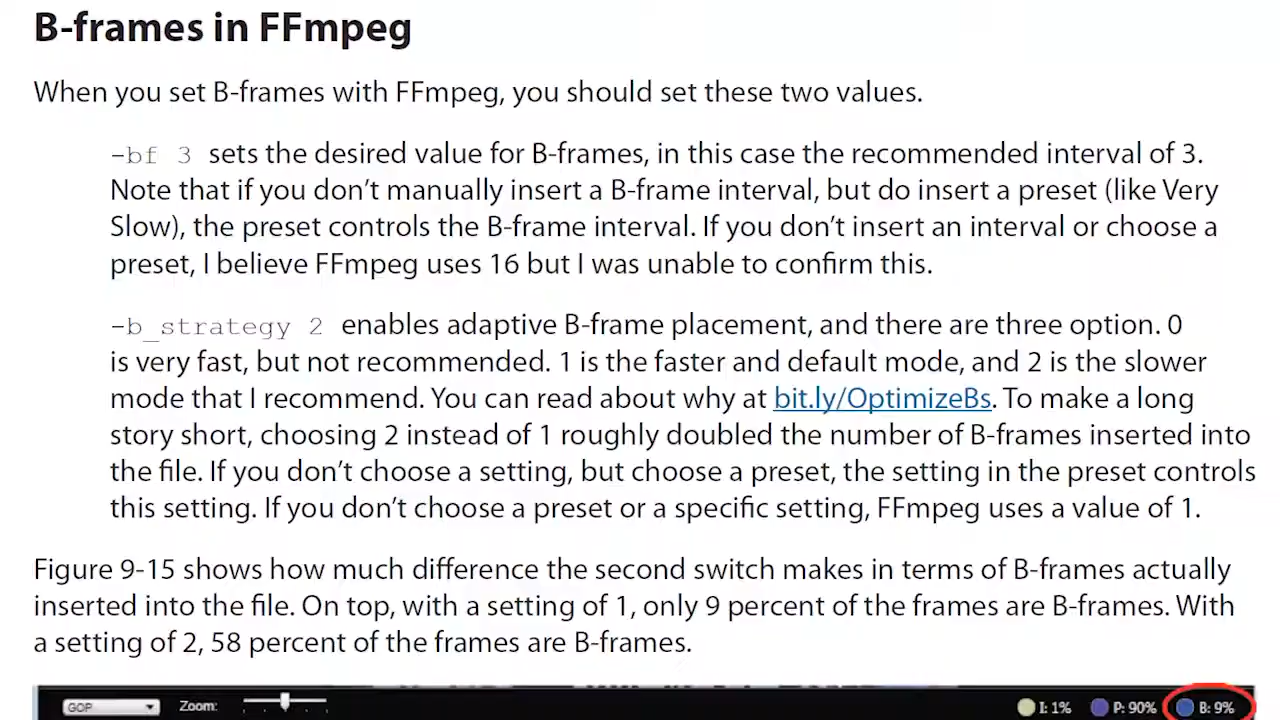 B-frames in FFmpeg
When you set B-frames with FFmpeg, you should set these two values.
-bf 3 sets the desired value for B-frames, in this case the recommended interval of 3.
Note that if you don't manually insert a B-frame interval, but do insert a preset (like Very
Slow), the preset controls the B-frame interval. If you don't insert an interval or choose a
preset, I believe FFmpeg uses 16 but I was unable to confirm this.
-b_strategy 2 enables adaptive B-frame placement, and there are three option. 0
is very fast, but not recommended. 1 is the faster and default mode, and 2 is the slower
mode that I recommend. You can read about why at bit.ly/OptimizeBs. To make a long
story short, choosing 2 instead of 1 roughly doubled the number of B-frames inserted into
the file. If you don't choose a setting, but choose a preset, the setting in the preset controls
this setting. If you don't choose a preset or a specific setting, FFmpeg uses a value of 1.
Figure 9-15 shows how much difference the second switch makes in terms of B-frames actually
inserted into the file. On top, with a setting of 1, only 9 percent of the frames are B-frames. With
a setting of 2, 58 percent of the frames are B-frames.
GOP Zoom: I: 1% P: 90% B: 9%